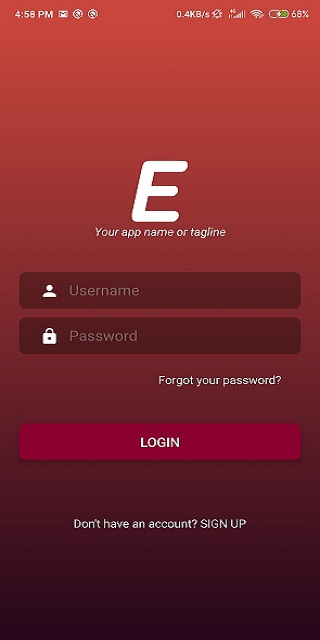 4:58 PM 0.4KB/s 4G 68%
E
Your app name or tagline
Username
Password
Forgot your password?
LOGIN
Don't have an account? SIGN UP